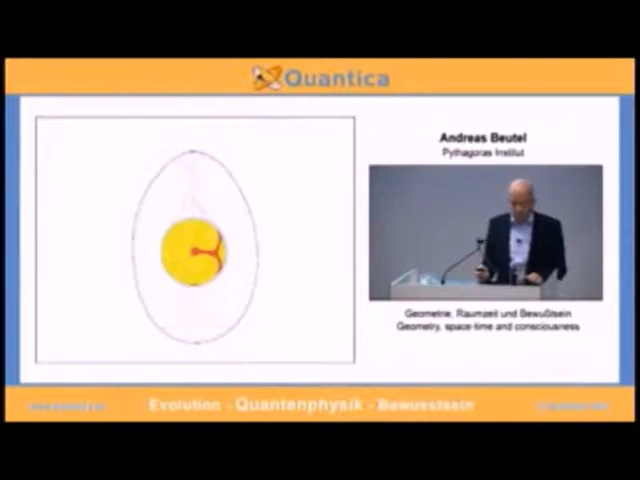 Quantica
Andreas Beutel
Pythagoras Institut
Geometrie, Raumzeit und Bewußtsein
Geometry, space-time and consciousness
Evolution - Quantenphysik - Bewusstsein